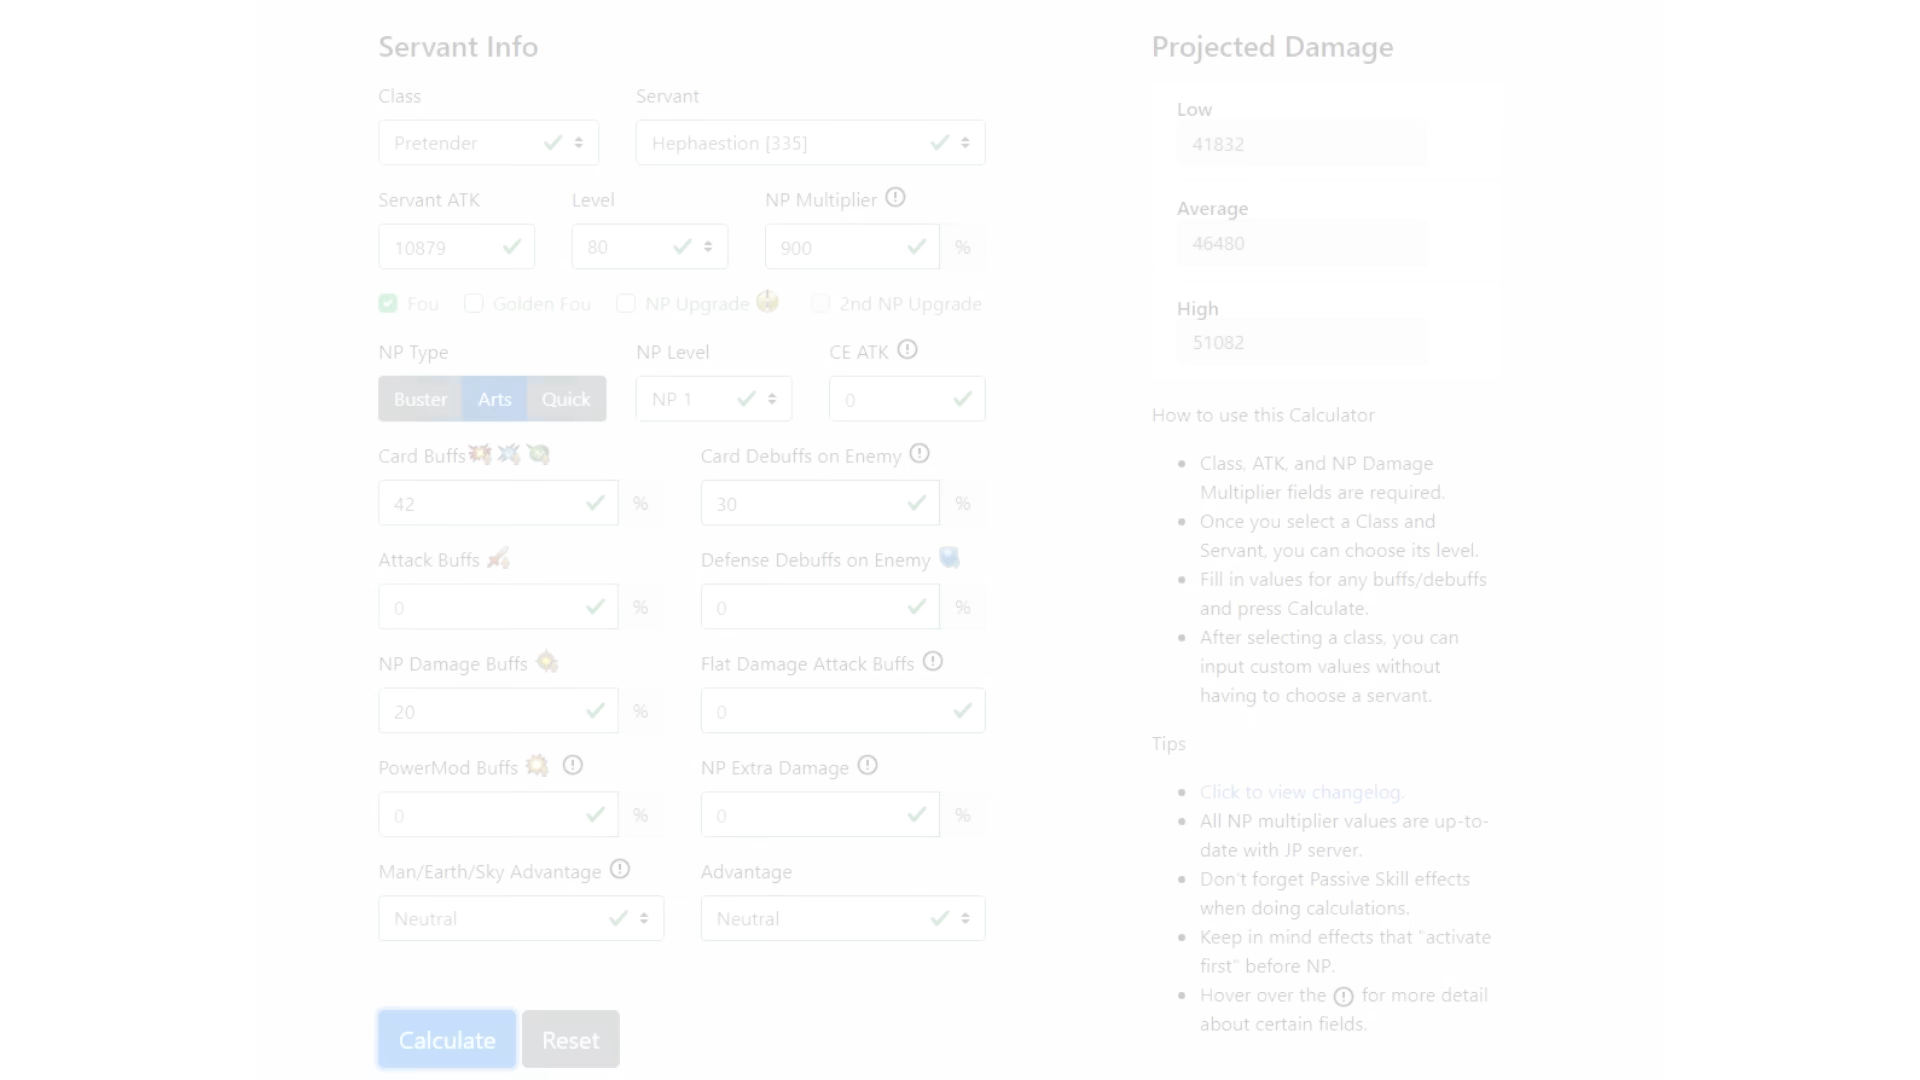 Servant Info
Class
Servant
Pretender
Hephaestion [335]
Servant ATK
Level
NP Multiplier
10879
80
900
%
Fou
Golden Fou
NP Upgrade
2nd NP Upgrade
NP Type
NP Level
CE ATK
Buster
Arts
Quick
NP 1
0
Card Buffs
Card Debuffs on Enemy
42
%
30
%
Attack Buffs
Defense Debuffs on Enemy
0
%
0
%
NP Damage Buffs
Flat Damage Attack Buffs
20
%
0
PowerMod Buffs
NP Extra Damage
0
%
0
%
Man/Earth/Sky Advantage
Advantage
Neutral
Neutral
Calculate
Reset
Projected Damage
Low
41832
Average
46480
High
51082
How to use this Calculator
Class, ATK, and NP Damage
Multiplier fields are required.
Once you select a Class and
Servant, you can choose its level.
Fill in values for any buffs/debuffs
and press Calculate.
After selecting a class, you can
input custom values without
having to choose a servant.
Tips
Click to view changelog.
All NP multiplier values are up-to-
date with JP server.
Don't forget Passive Skill effects
when doing calculations.
Keep in mind effects that "activate
first" before NP.
Hover over the for more detail
about certain fields.